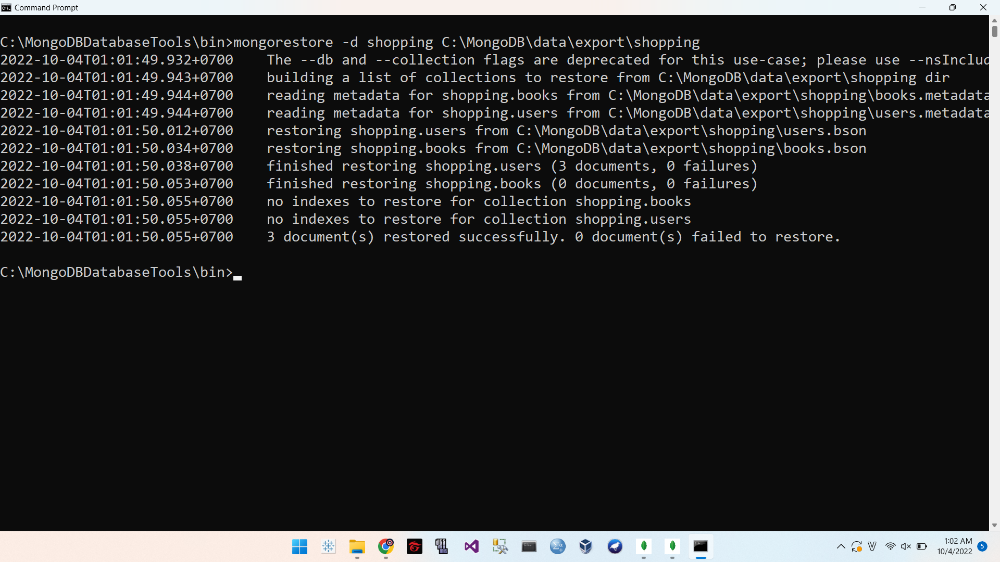 Command Prompt
C:\MongoDBDatabaseTools\bin>mongorestore -d shopping C:\MongoDB\data\export\shopping
2022-10-04T01:01:49.932+0700    The --db and --collection flags are deprecated for this use-case; please use --nsInclud
2022-10-04T01:01:49.943+0700    building a list of collections to restore from C:\MongoDB\data\export\shopping dir
2022-10-04T01:01:49.944+0700    reading metadata for shopping.books from C:\MongoDB\data\export\shopping\books.metadata
2022-10-04T01:01:49.944+0700    reading metadata for shopping.users from C:\MongoDB\data\export\shopping\users.metadata
2022-10-04T01:01:50.012+0700    restoring shopping.users from C:\MongoDB\data\export\shopping\users.bson
2022-10-04T01:01:50.034+0700    restoring shopping.books from C:\MongoDB\data\export\shopping\books.bson
2022-10-04T01:01:50.038+0700    finished restoring shopping.users (3 documents, 0 failures)
2022-10-04T01:01:50.053+0700    finished restoring shopping.books (0 documents, 0 failures)
2022-10-04T01:01:50.055+0700    no indexes to restore for collection shopping.books
2022-10-04T01:01:50.055+0700    no indexes to restore for collection shopping.users
2022-10-04T01:01:50.055+0700    3 document(s) restored successfully. 0 document(s) failed to restore.
C:\MongoDBDatabaseTools\bin>
V
1:02 AM
10/4/2022
5